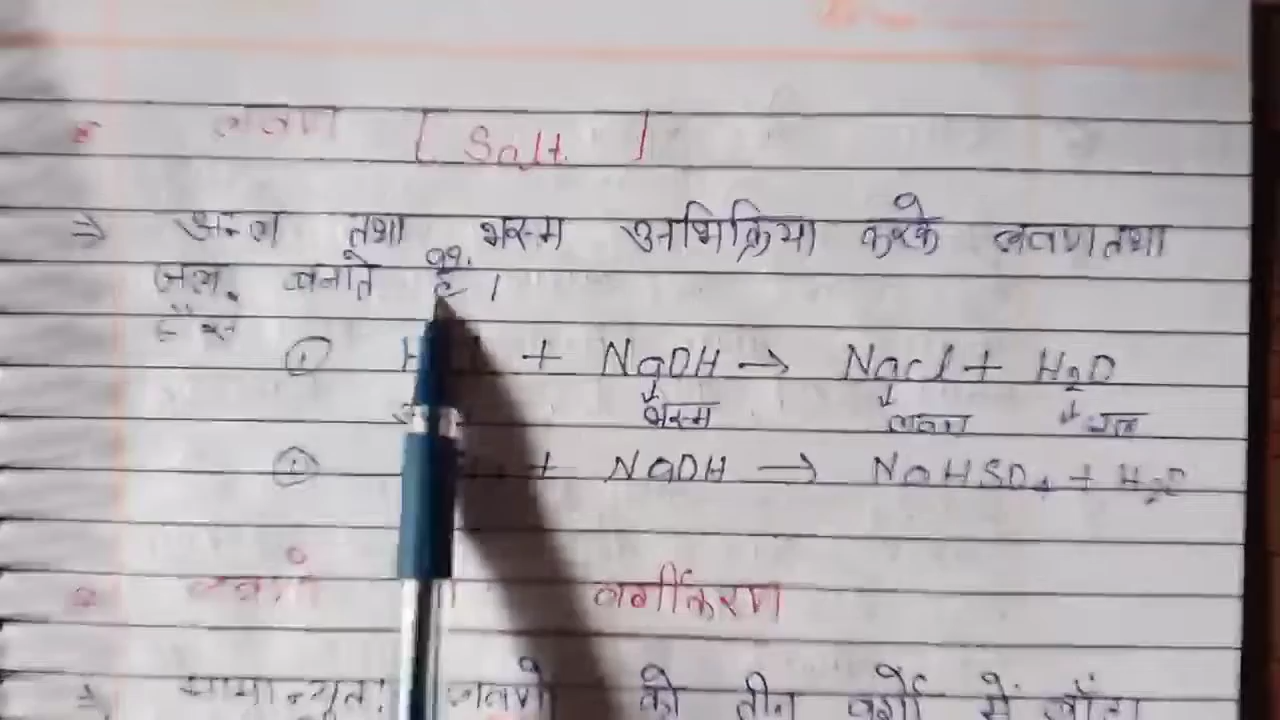 लवण [Salt]
⇒ अम्ल तथा भस्म अभिक्रिया करके लवण तथा
जल बनाते हैं।
जैसे
① H + NaOH → NaCl + H₂O
भस्म लवण जल
② + NaOH → NaHSO₄ + H₂O
लवणों वर्गीकरण
⇒ सामान्यतः लवणों को तीन वर्गों में बाँटा